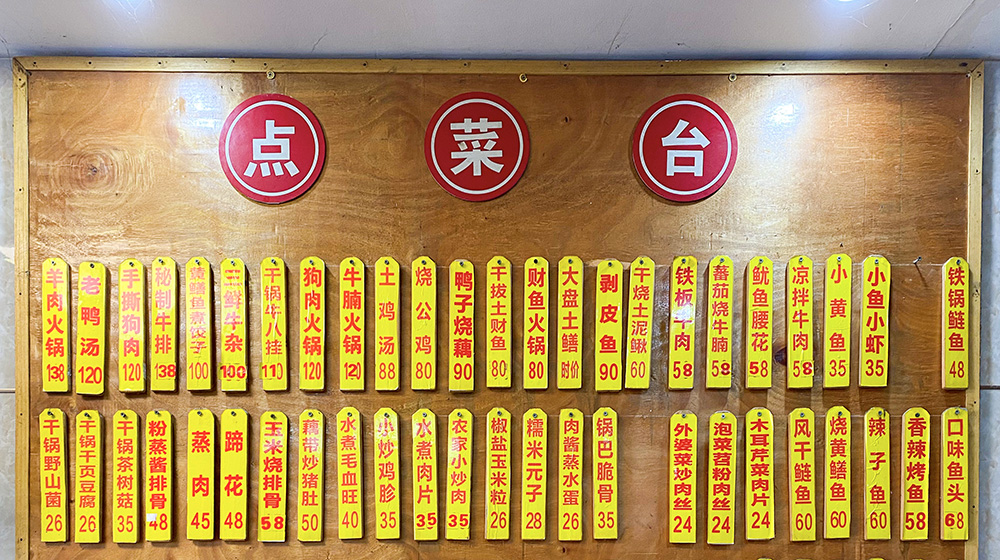 点菜台
羊肉火锅 138
老鸭汤 120
手撕狗肉 120
秘制牛排 138
黄鳝鱼煮饺子 100
三鲜牛杂 100
干锅牛八挂 110
狗肉火锅 120
牛腩火锅 120
土鸡汤 88
烧公鸡 80
鸭子烧藕 90
干拔土财鱼 80
财鱼火锅 80
大盘土鳝 时价
剥皮鱼 90
干烧土泥鳅 60
铁板牛肉 58
蕃茄烧牛腩 58
鱿鱼腰花 58
凉拌牛肉 58
小黄鱼 35
小鱼小虾 35
铁锅鲢鱼 48
干锅野山菌 26
干锅千页豆腐 26
干锅茶树菇 35
粉蒸酱排骨 48
蒸肉 45
蹄花 48
玉米烧排骨 58
藕带炒猪肚 50
水煮毛血旺 40
小炒鸡胗 35
水煮肉片 35
农家小炒肉 35
椒盐玉米粒 26
糯米元子 28
肉酱蒸水蛋 26
锅巴脆骨 35
外婆菜炒肉丝 24
泡菜苕粉肉丝 24
木耳芹菜肉片 24
风干鲢鱼 60
烧黄鳝鱼 60
辣子鱼 60
香辣烤鱼 58
口味鱼头 68